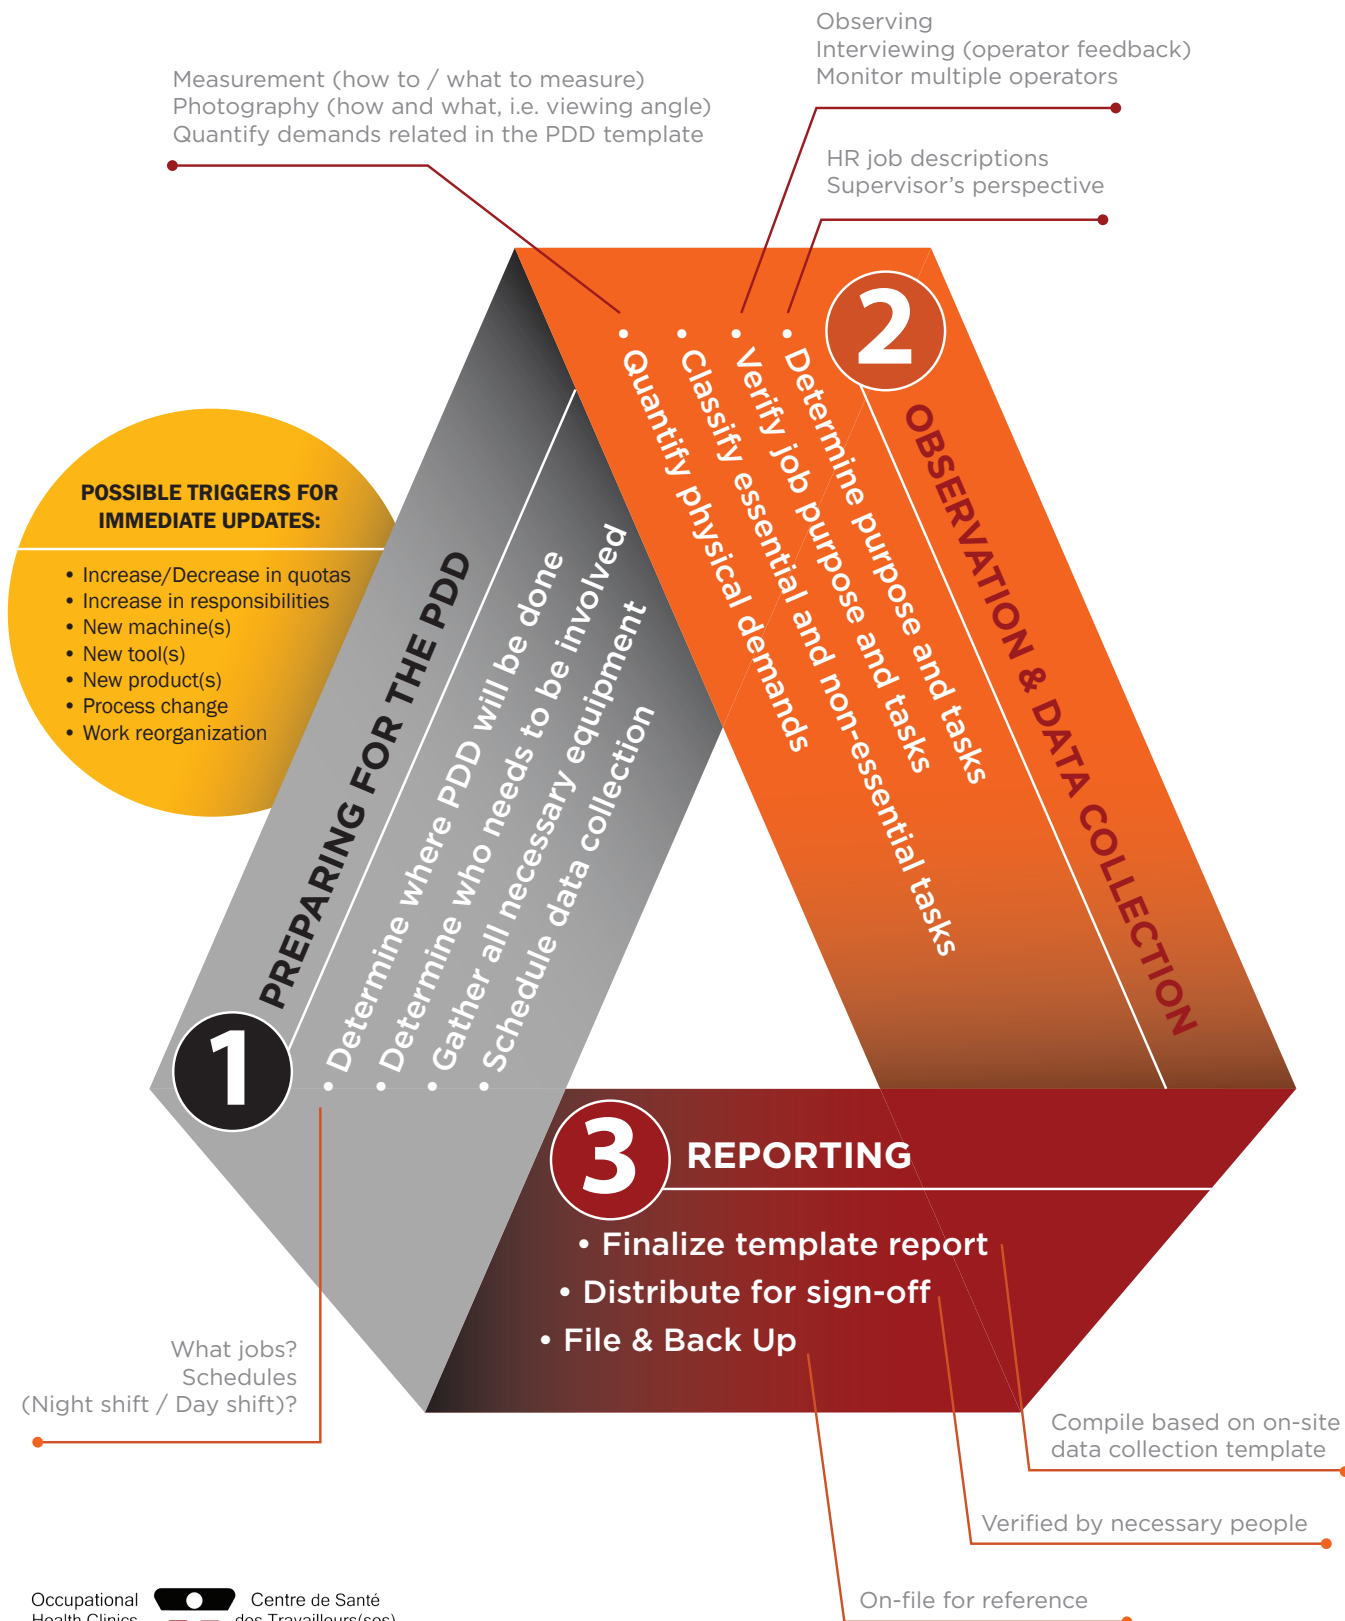 Observing
Interviewing (operator feedback)
Monitor multiple operators
Measurement (how to / what to measure)
Photography (how and what, i.e. viewing angle)
Quantify demands related in the PDD template
HR job descriptions
Supervisor's perspective
POSSIBLE TRIGGERS FOR
IMMEDIATE UPDATES:
• Increase/Decrease in quotas
• Increase in responsibilities
• New machine(s)
• New tool(s)
• New product(s)
• Process change
• Work reorganization
1
PREPARING FOR THE PDD
• Determine where PDD will be done
• Determine who needs to be involved
• Gather all necessary equipment
• Schedule data collection
What jobs?
Schedules
(Night shift / Day shift)?
2
OBSERVATION & DATA COLLECTION
• Determine purpose and tasks
• Verify job purpose and tasks
• Classify essential and non-essential tasks
• Quantify physical demands
3
REPORTING
• Finalize template report
• Distribute for sign-off
• File & Back Up
Compile based on on-site
data collection template
Verified by necessary people
On-file for reference
Occupational
Health Clinics
Centre de Santé
des Travailleurs(ses)